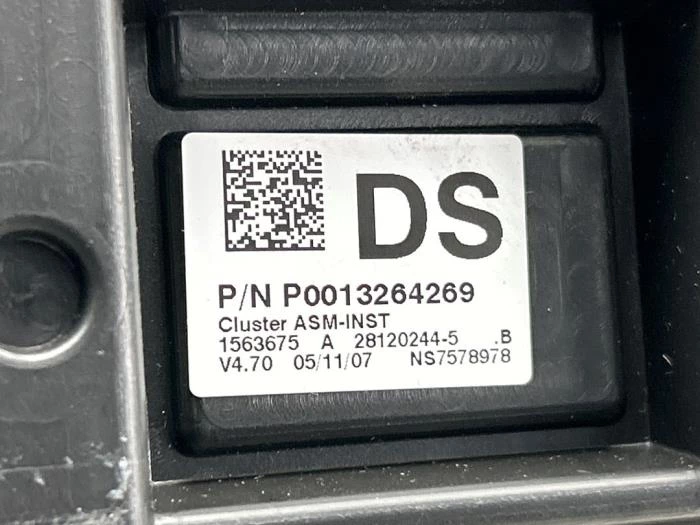 DS
P/N P0013264269
Cluster ASM-INST
1563675 A 28120244-5 .B
V4.70 05/11/07 NS7578978